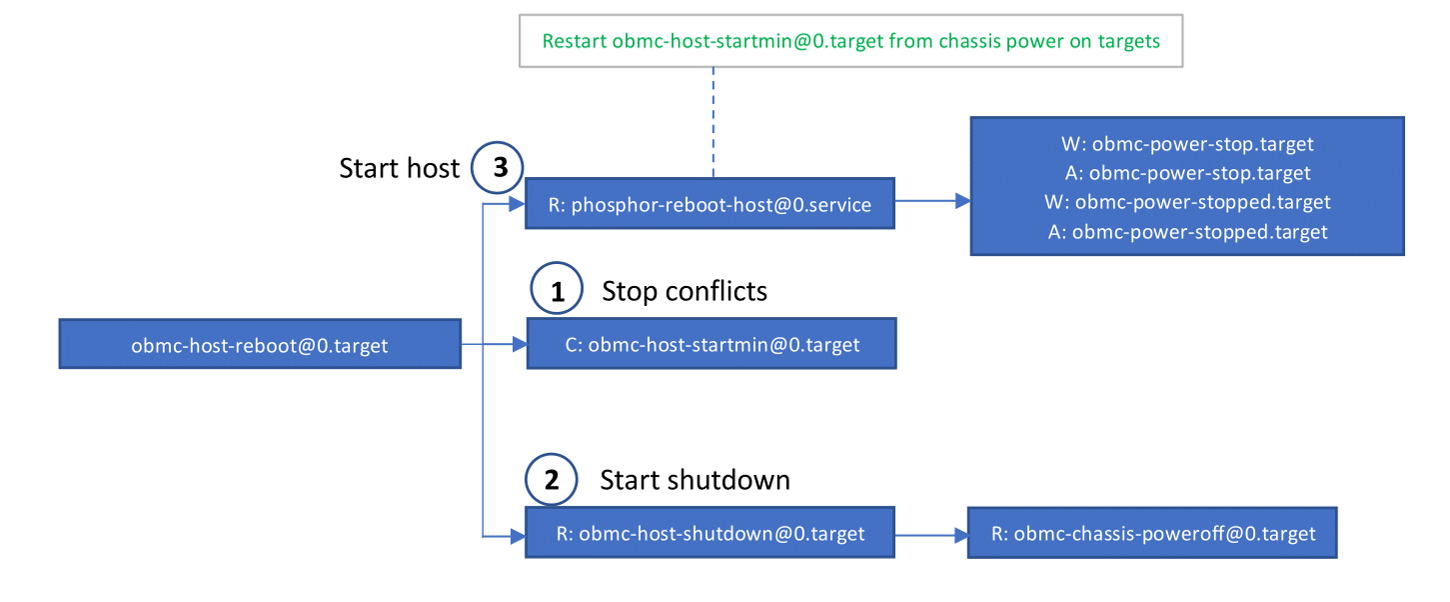 Restart obmc-host-startmin@0.target from chassis power on targets
Start host 3
R: phosphor-reboot-host@0.service
W: obmc-power-stop.target
A: obmc-power-stop.target
W: obmc-power-stopped.target
A: obmc-power-stopped.target
1 Stop conflicts
obmc-host-reboot@0.target
C: obmc-host-startmin@0.target
2 Start shutdown
R: obmc-host-shutdown@0.target
R: obmc-chassis-poweroff@0.target